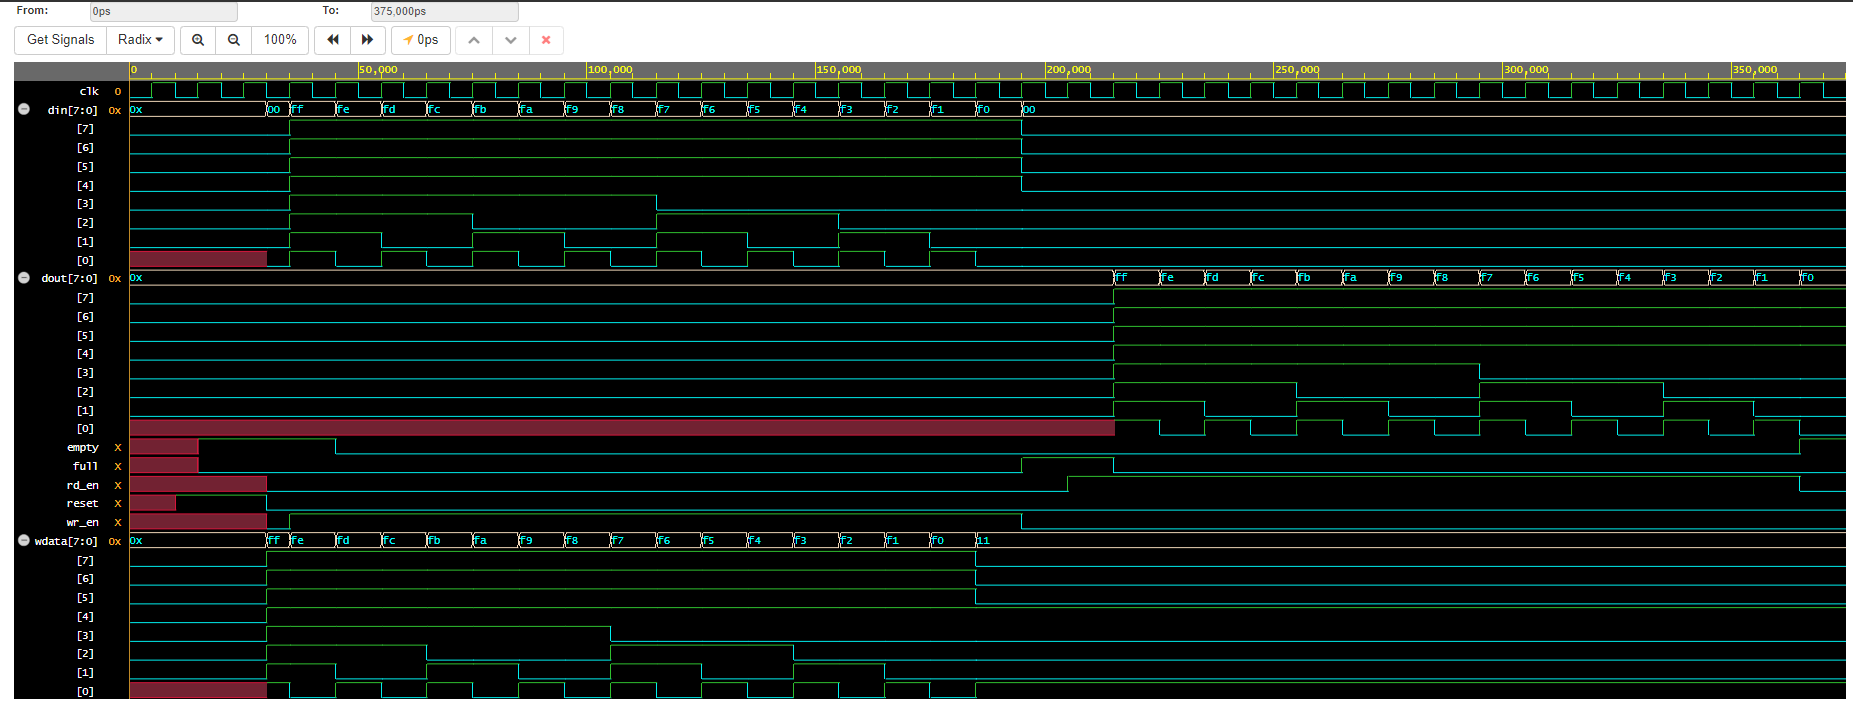 From: 0ps To: 375,000ps
Get Signals Radix 100% 0ps
0 50,000 100,000 150,000 200,000 250,000 300,000 350,000
clk 0
din[7:0] 0x 0x 00 ff fe fd fc fb fa f9 f8 f7 f6 f5 f4 f3 f2 f1 f0 00
[7]
[6]
[5]
[4]
[3]
[2]
[1]
[0]
dout[7:0] 0x 0x ff fe fd fc fb fa f9 f8 f7 f6 f5 f4 f3 f2 f1 f0
[7]
[6]
[5]
[4]
[3]
[2]
[1]
[0]
empty X
full X
rd_en X
reset X
wr_en X
wdata[7:0] 0x 0x ff fe fd fc fb fa f9 f8 f7 f6 f5 f4 f3 f2 f1 f0 11
[7]
[6]
[5]
[4]
[3]
[2]
[1]
[0]